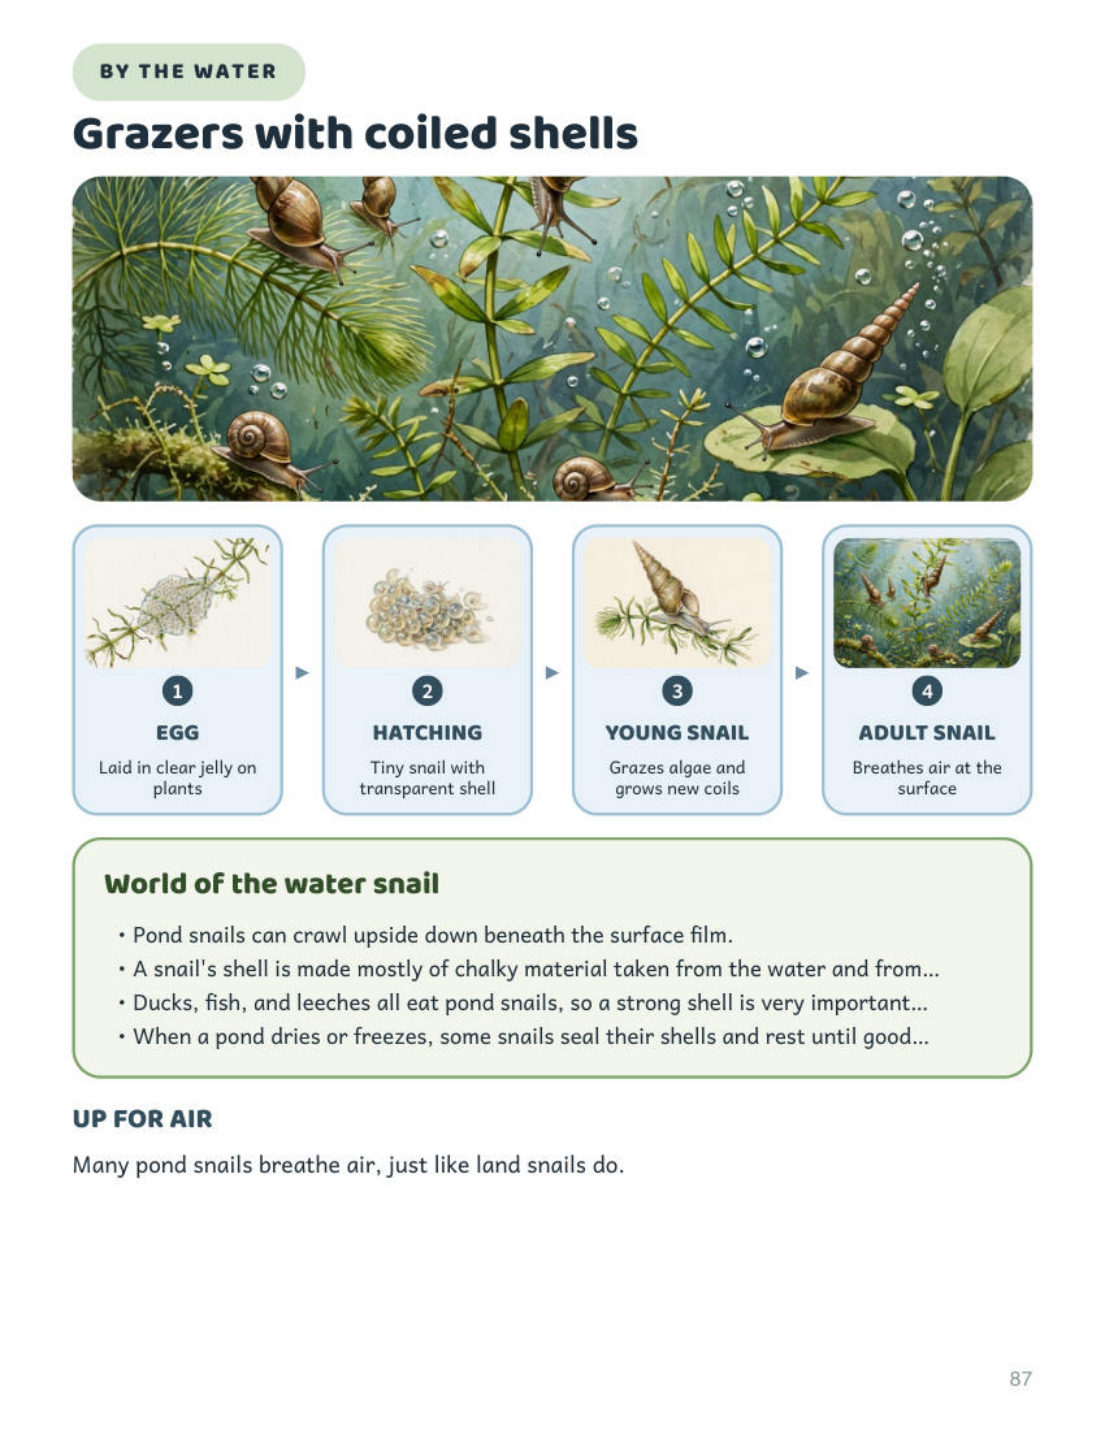 BY THE WATER
Grazers with coiled shells
1
EGG
Laid in clear jelly on
plants
2
HATCHING
Tiny snail with
transparent shell
3
YOUNG SNAIL
Grazes algae and
grows new coils
4
ADULT SNAIL
Breathes air at the
surface
World of the water snail
• Pond snails can crawl upside down beneath the surface film.
• A snail's shell is made mostly of chalky material taken from the water and from...
• Ducks, fish, and leeches all eat pond snails, so a strong shell is very important...
• When a pond dries or freezes, some snails seal their shells and rest until good...
UP FOR AIR
Many pond snails breathe air, just like land snails do.
87